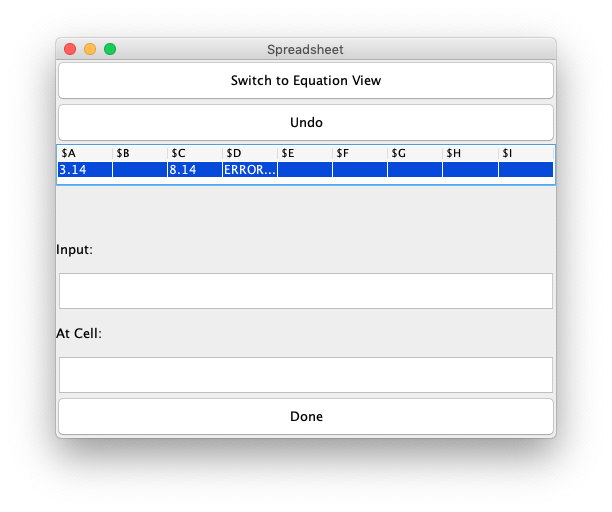 Spreadsheet
Switch to Equation View
Undo
$A $B $C $D $E $F $G $H $I
3.14 8.14 ERROR...
Input:
At Cell:
Done